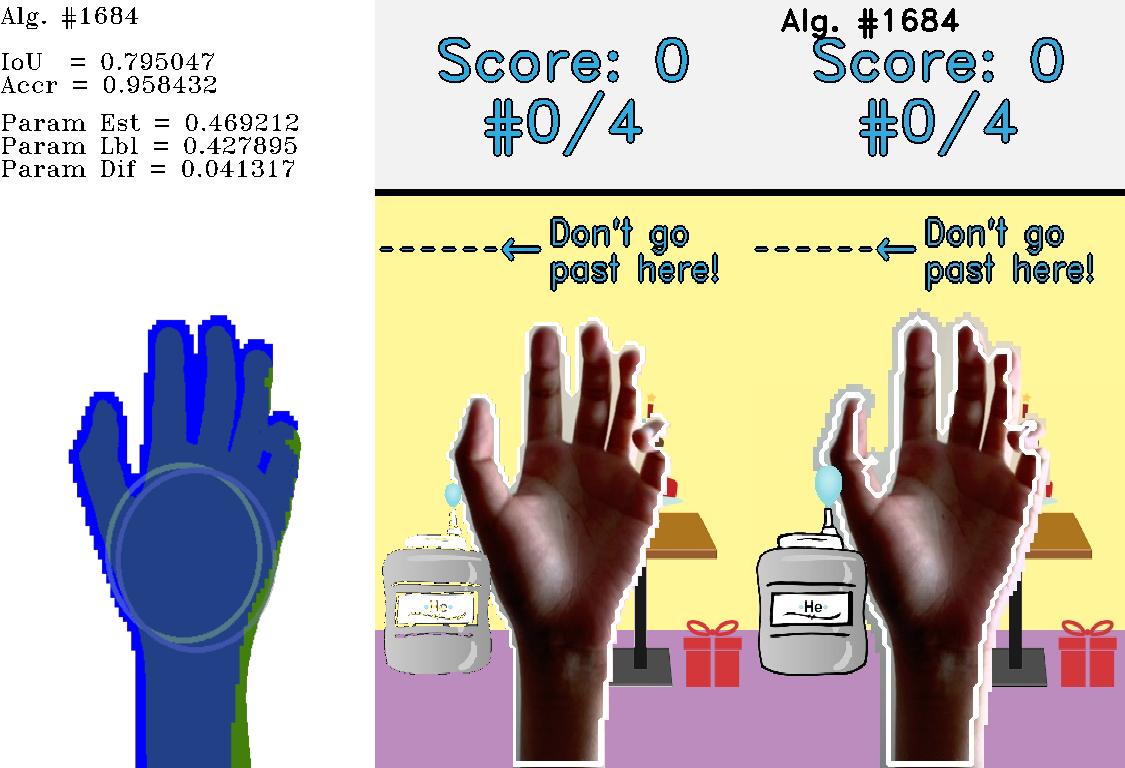 Alg. #1684
IoU = 0.795047
Accr = 0.958432
Param Est = 0.469212
Param Lbl = 0.427895
Param Dif = 0.041317
Score: 0
#0/4
Don't go
past here!
He
Alg. #1684
Score: 0
#0/4
Don't go
past here!
He